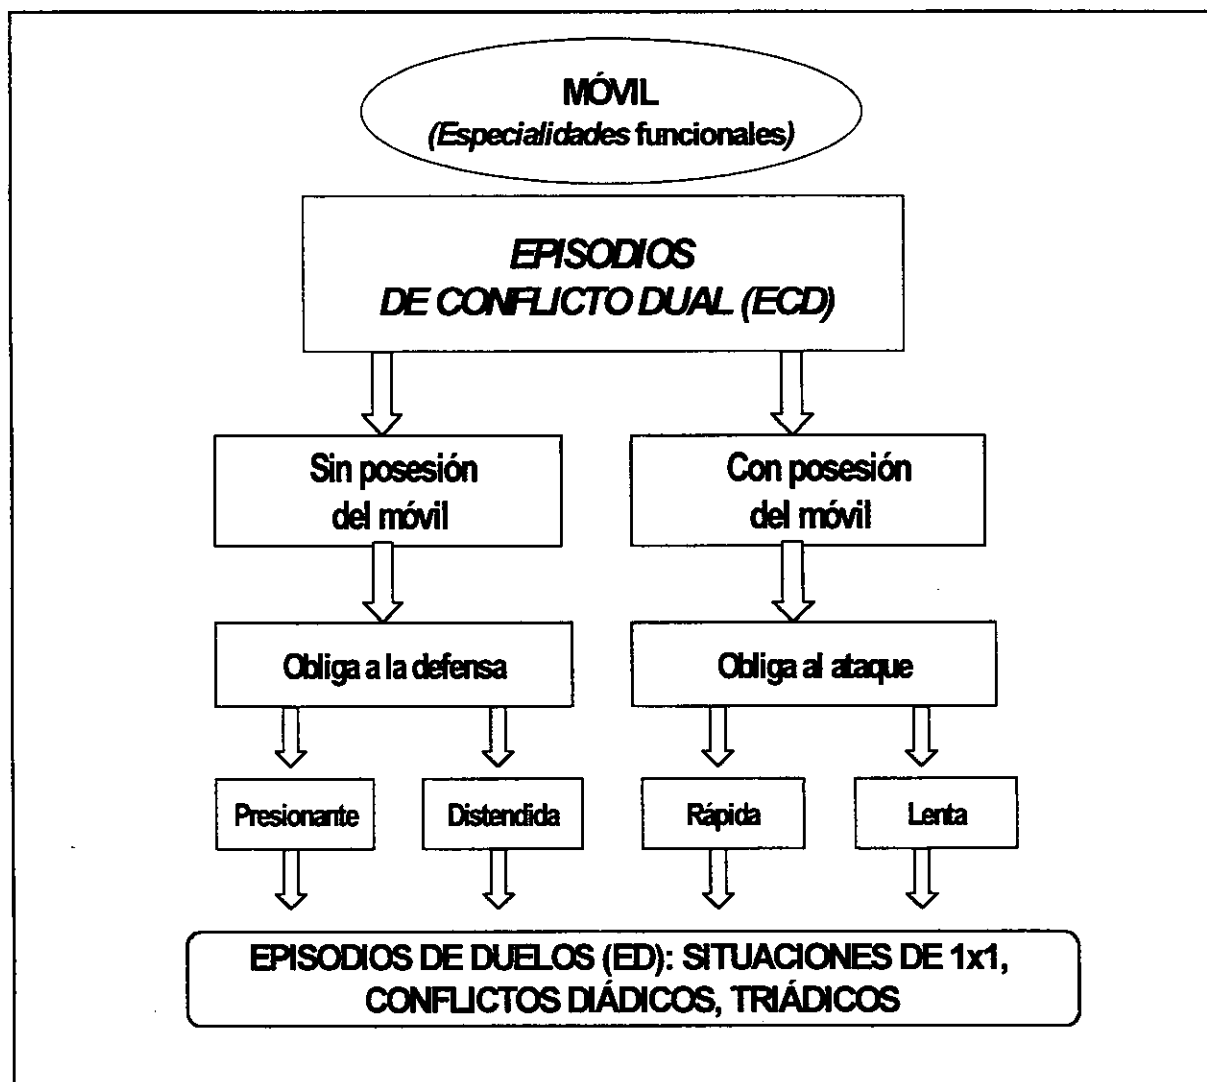 MÓVIL
(Especialidades funcionales)
EPISODIOS
DE CONFLICTO DUAL (ECD)
Sin posesión
del móvil
Con posesión
del móvil
Obliga a la defensa
Obliga al ataque
Presionante
Distendida
Rápida
Lenta
EPISODIOS DE DUELOS (ED): SITUACIONES DE 1x1,
CONFLICTOS DIÁDICOS, TRIÁDICOS